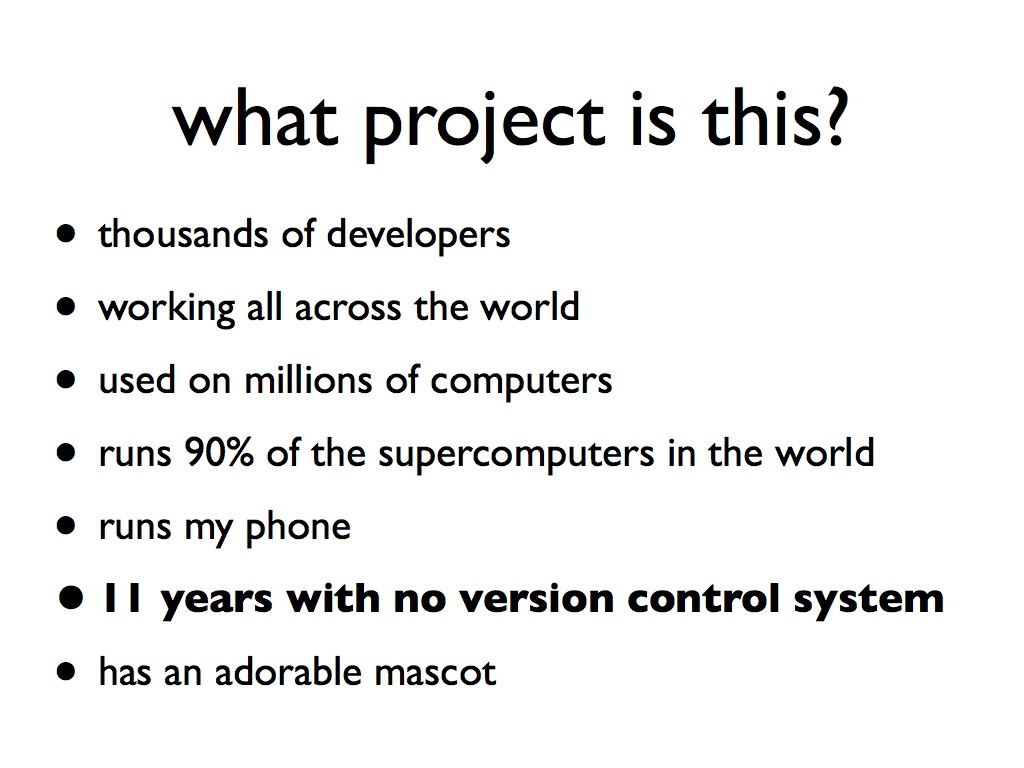 what project is this?
• thousands of developers
• working all across the world
• used on millions of computers
• runs 90% of the supercomputers in the world
• runs my phone
• 11 years with no version control system
• has an adorable mascot